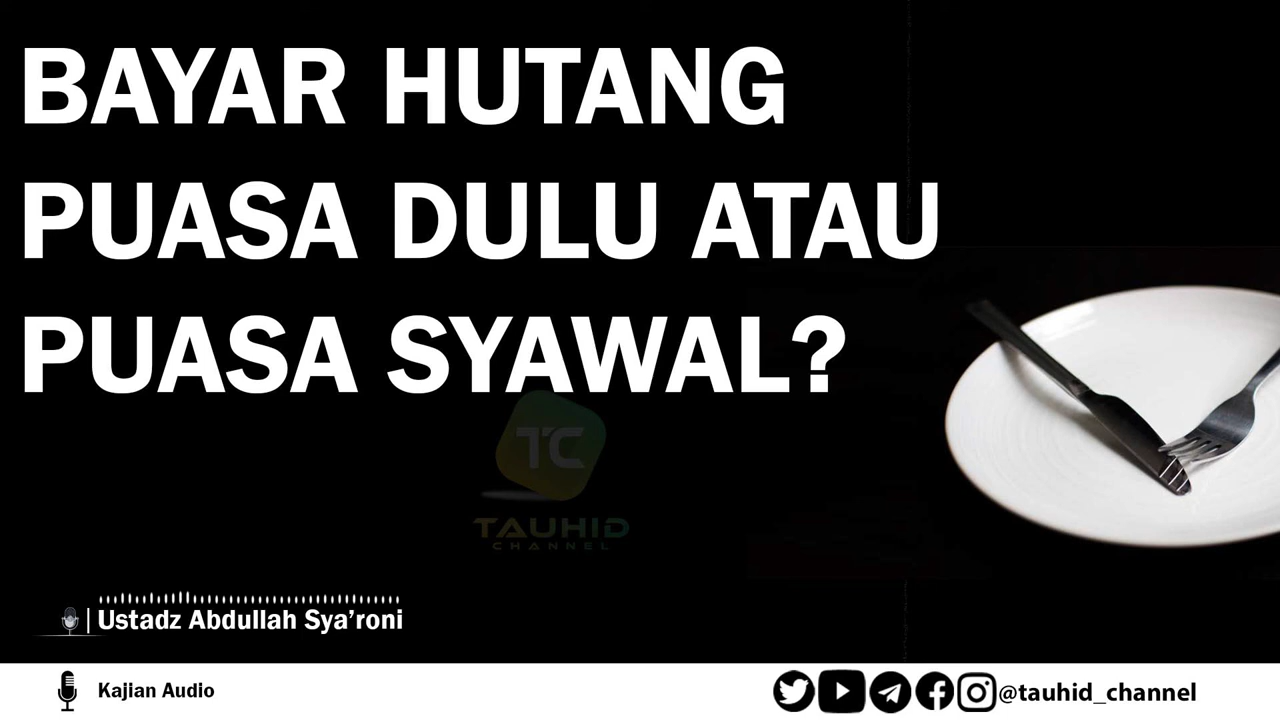 BAYAR HUTANG
PUASA DULU ATAU
PUASA SYAWAL?
TC
TAUHID
CHANNEL
| Ustadz Abdullah Sya’roni
Kajian Audio
@tauhid_channel